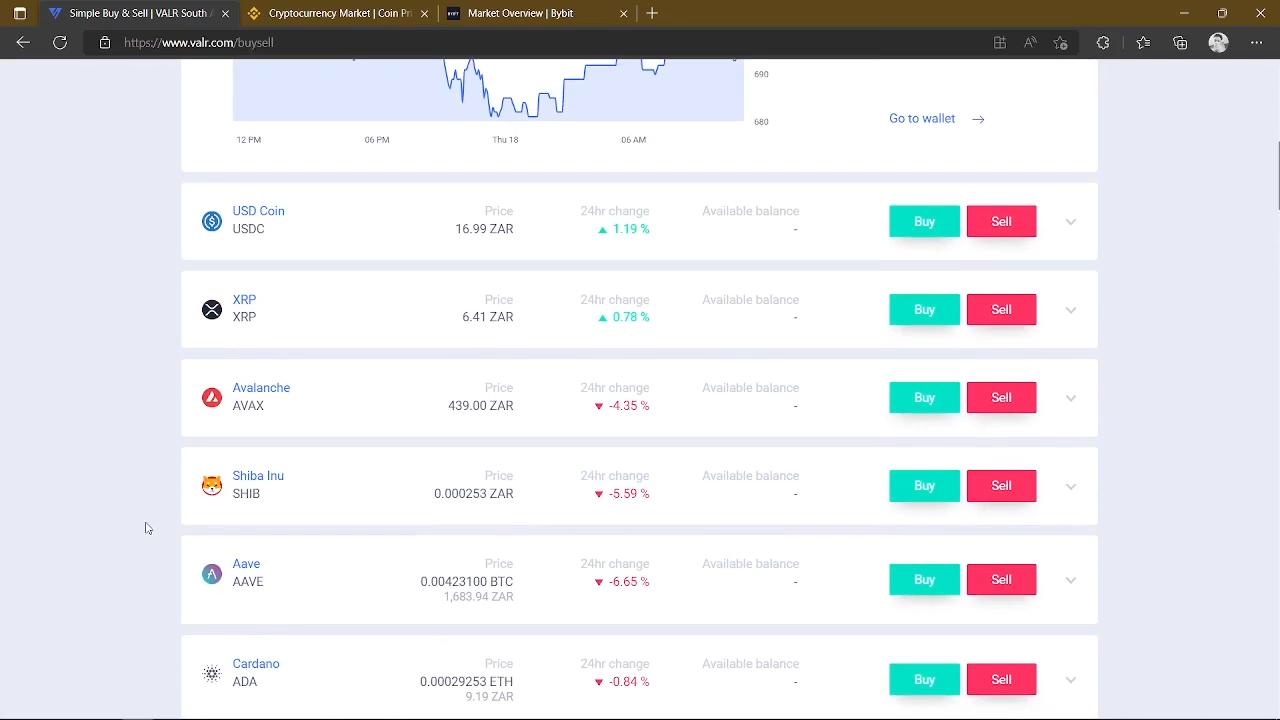 Simple Buy & Sell | VALR South A
Cryptocurrency Market | Coin Pri
BYBIT
Market Overview | Bybit
https://www.valr.com/buysell
690
680
12 PM
06 PM
Thu 18
06 AM
Go to wallet
USD Coin
USDC
Price
16.99 ZAR
24hr change
1.19 %
Available balance
-
Buy
Sell
XRP
XRP
Price
6.41 ZAR
24hr change
0.78 %
Available balance
-
Buy
Sell
Avalanche
AVAX
Price
439.00 ZAR
24hr change
-4.35 %
Available balance
-
Buy
Sell
Shiba Inu
SHIB
Price
0.000253 ZAR
24hr change
-5.59 %
Available balance
-
Buy
Sell
Aave
AAVE
Price
0.00423100 BTC
1,683.94 ZAR
24hr change
-6.65 %
Available balance
-
Buy
Sell
Cardano
ADA
Price
0.00029253 ETH
9.19 ZAR
24hr change
-0.84 %
Available balance
-
Buy
Sell